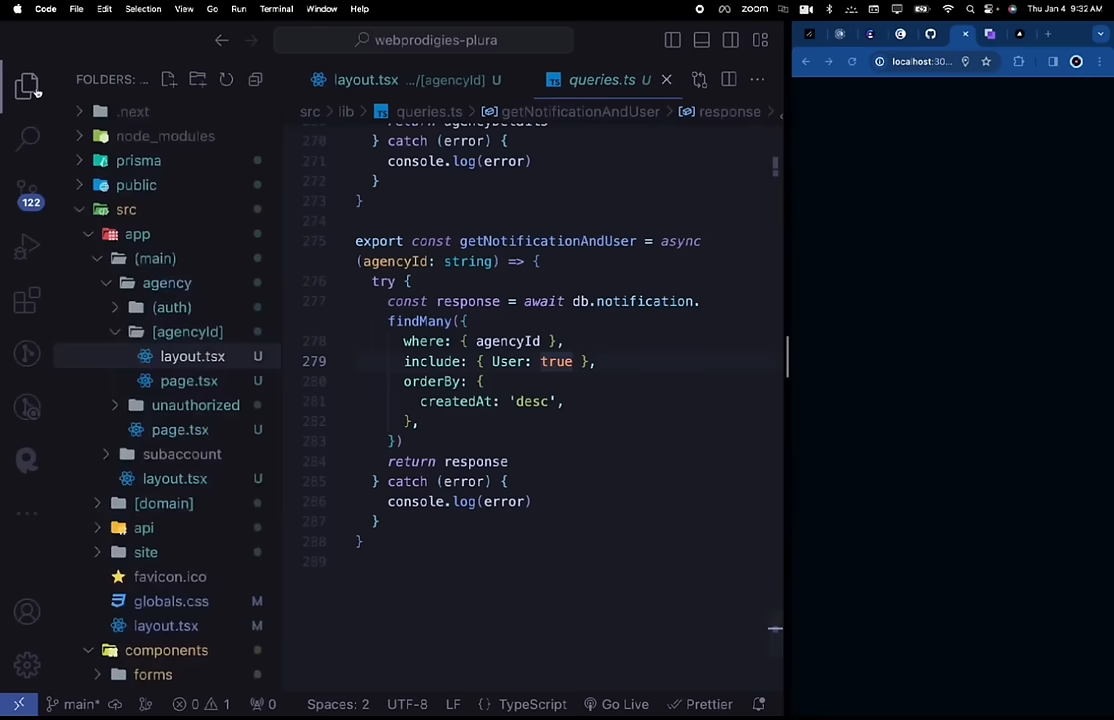 Code File Edit Selection View Go Run Terminal Window Help zoom Thu Jan 4 9:32 AM
webprodigies-plura
localhost:30...
FOLDERS: ...
layout.tsx .../[agencyId] U
TS queries.ts U
src > lib > TS queries.ts > getNotificationAndUser > response >
.next
node_modules
prisma
public
src
app
(main)
agency
(auth)
[agencyId]
layout.tsx U
page.tsx U
unauthorized
page.tsx U
subaccount
layout.tsx U
[domain]
api
site
favicon.ico
globals.css M
layout.tsx M
components
forms
122
return agencyDetails
270 } catch (error) {
271 console.log(error)
272 }
273 }
274
275 export const getNotificationAndUser = async
(agencyId: string) => {
276 try {
277 const response = await db.notification.
findMany({
278 where: { agencyId },
279 include: { User: true },
280 orderBy: {
281 createdAt: 'desc',
282 },
283 })
284 return response
285 } catch (error) {
286 console.log(error)
287 }
288 }
289
main* 0 1 0 Spaces: 2 UTF-8 LF {} TypeScript Go Live Prettier